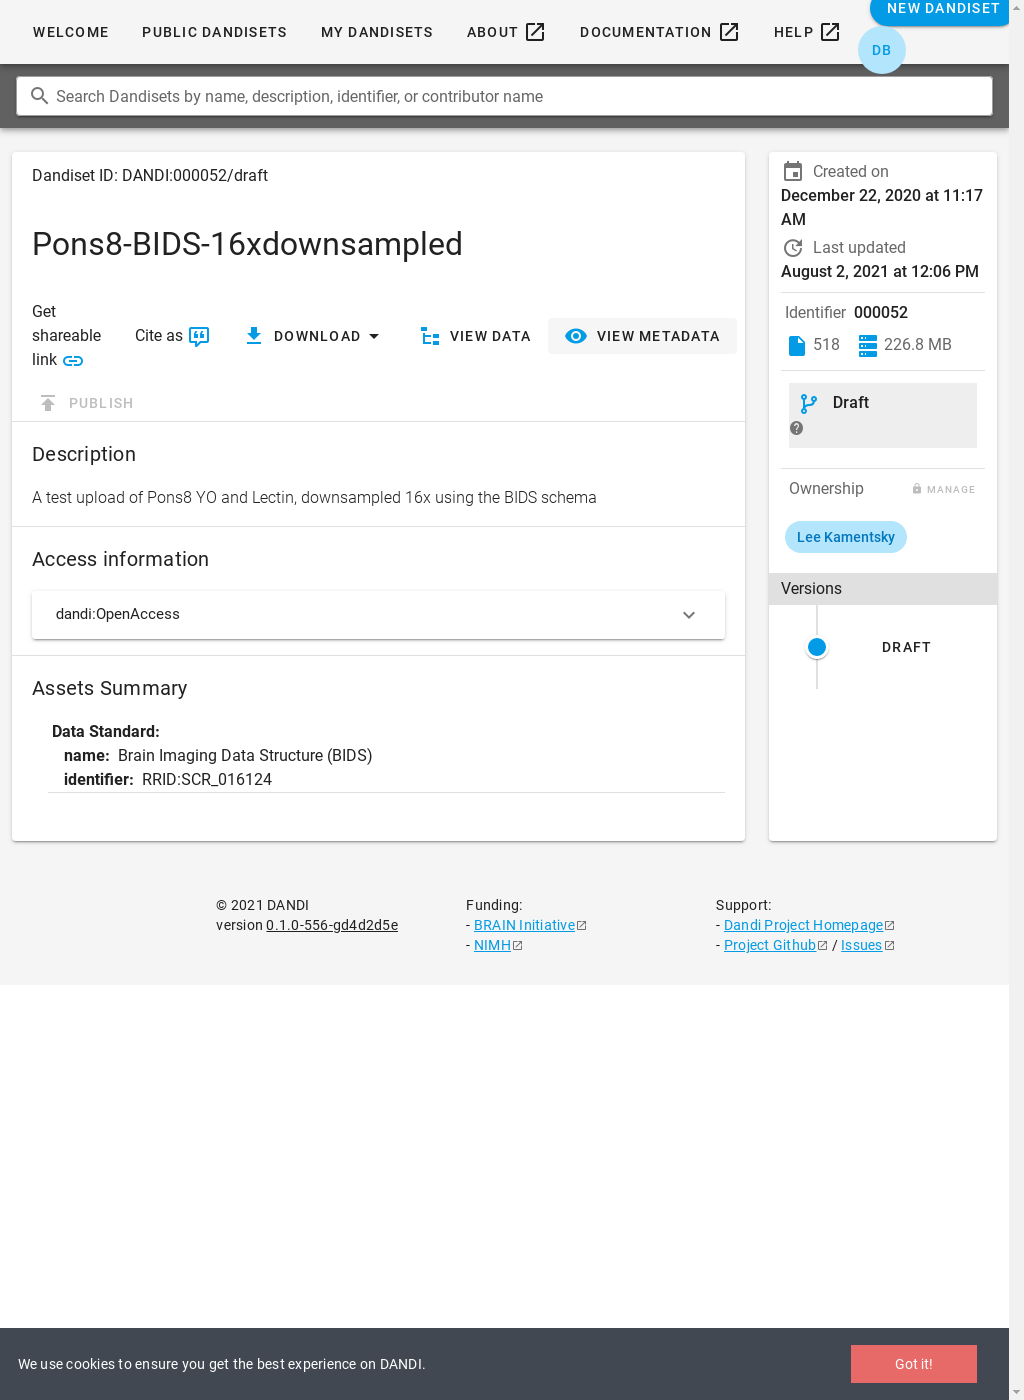 WELCOME PUBLIC DANDISETS MY DANDISETS ABOUT DOCUMENTATION HELP NEW DANDISET
DB
Search Dandisets by name, description, identifier, or contributor name
Dandiset ID: DANDI:000052/draft
Pons8-BIDS-16xdownsampled
Get
shareable
link
Cite as DOWNLOAD VIEW DATA VIEW METADATA
PUBLISH
Description
A test upload of Pons8 YO and Lectin, downsampled 16x using the BIDS schema
Access information
dandi:OpenAccess
Assets Summary
Data Standard:
name: Brain Imaging Data Structure (BIDS)
identifier: RRID:SCR_016124
Created on
December 22, 2020 at 11:17
AM
Last updated
August 2, 2021 at 12:06 PM
Identifier 000052
518 226.8 MB
Draft
Ownership MANAGE
Lee Kamentsky
Versions
DRAFT
© 2021 DANDI
version 0.1.0-556-gd4d2d5e
Funding:
- BRAIN Initiative
- NIMH
Support:
- Dandi Project Homepage
- Project Github / Issues
We use cookies to ensure you get the best experience on DANDI.
Got it!